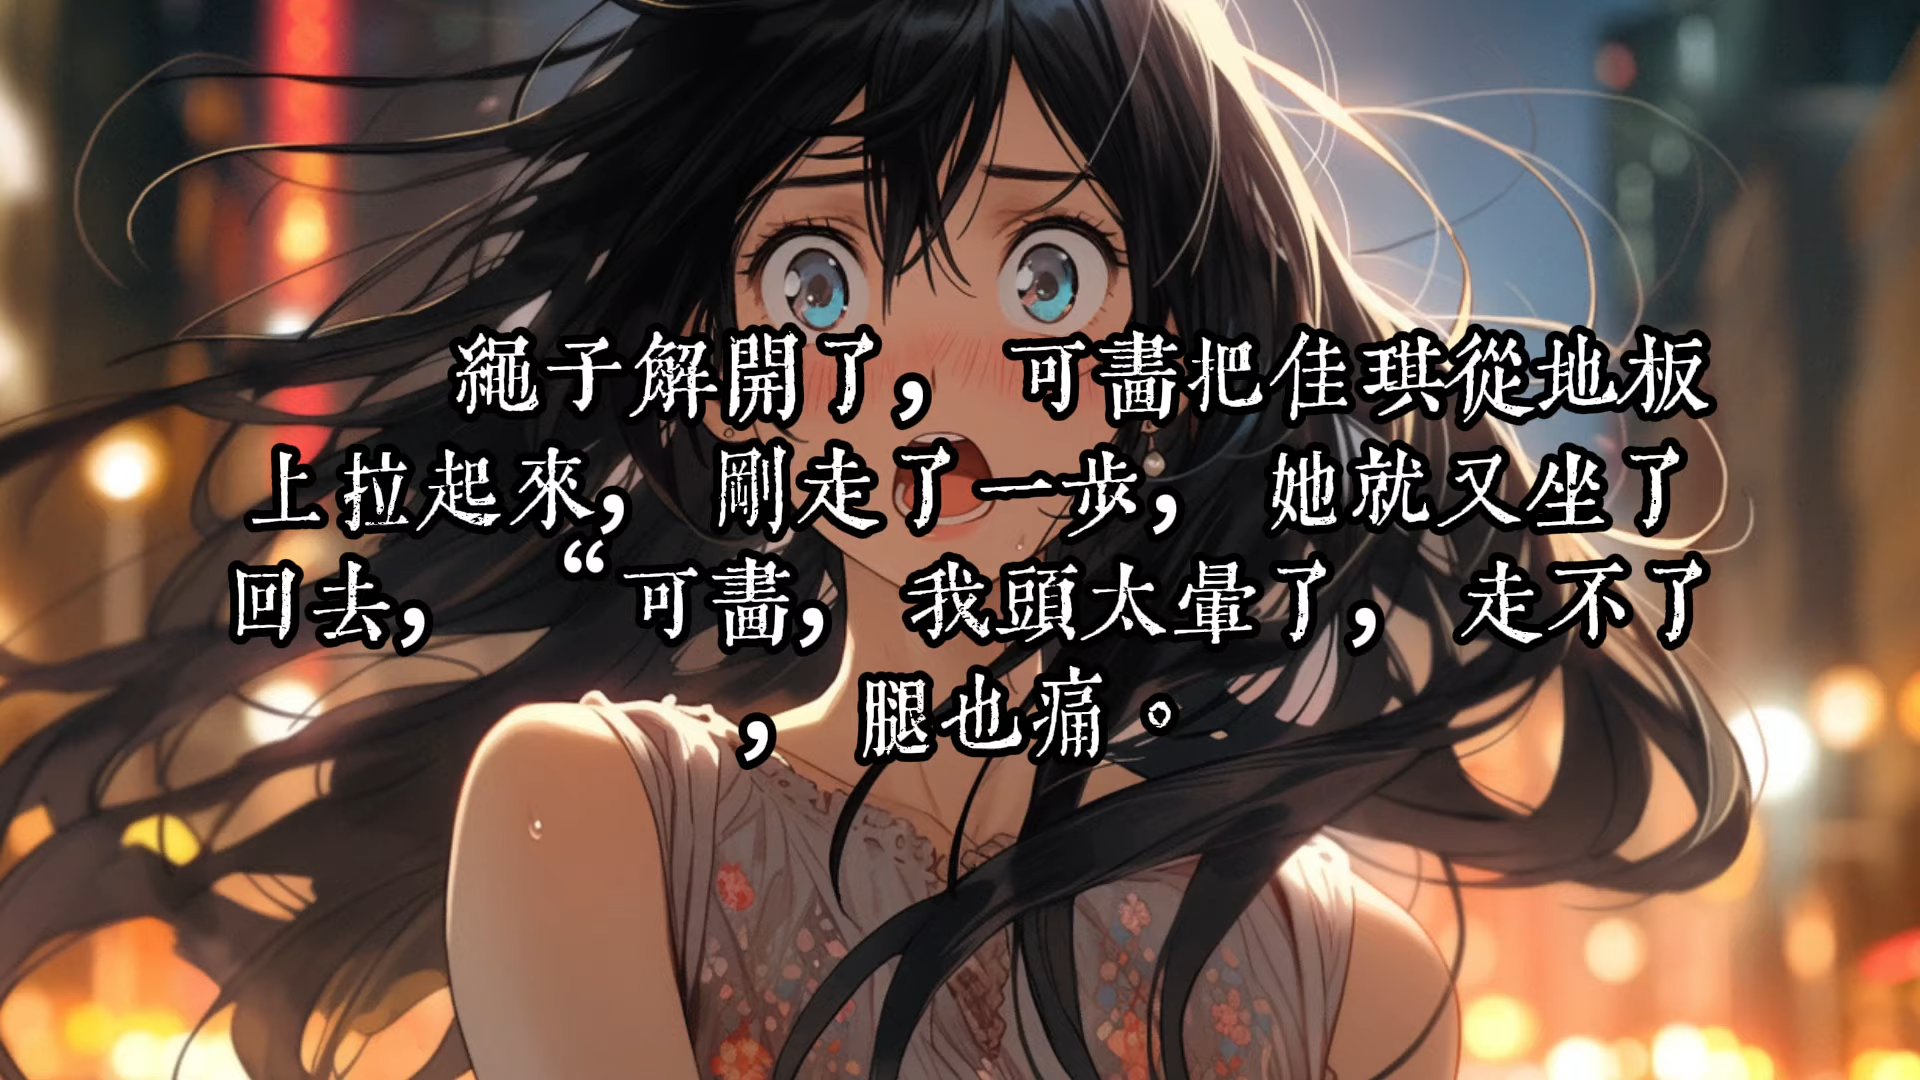 繩子解開了，可畵把佳琪從地板
上拉起來，剛走了一步，她就又坐了
回去，“可畵，我頭太暈了，走不了
，腿也痛。